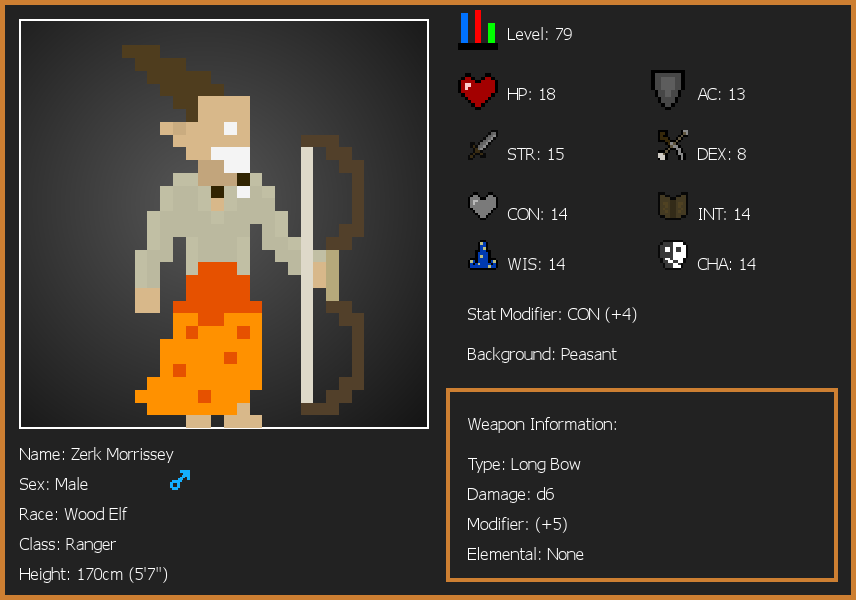 Level: 79
HP: 18
AC: 13
STR: 15
DEX: 8
CON: 14
INT: 14
WIS: 14
CHA: 14
Stat Modifier: CON (+4)
Background: Peasant
Weapon Information:
Type: Long Bow
Damage: d6
Modifier: (+5)
Elemental: None
Name: Zerk Morrissey
Sex: Male
Race: Wood Elf
Class: Ranger
Height: 170cm (5'7")